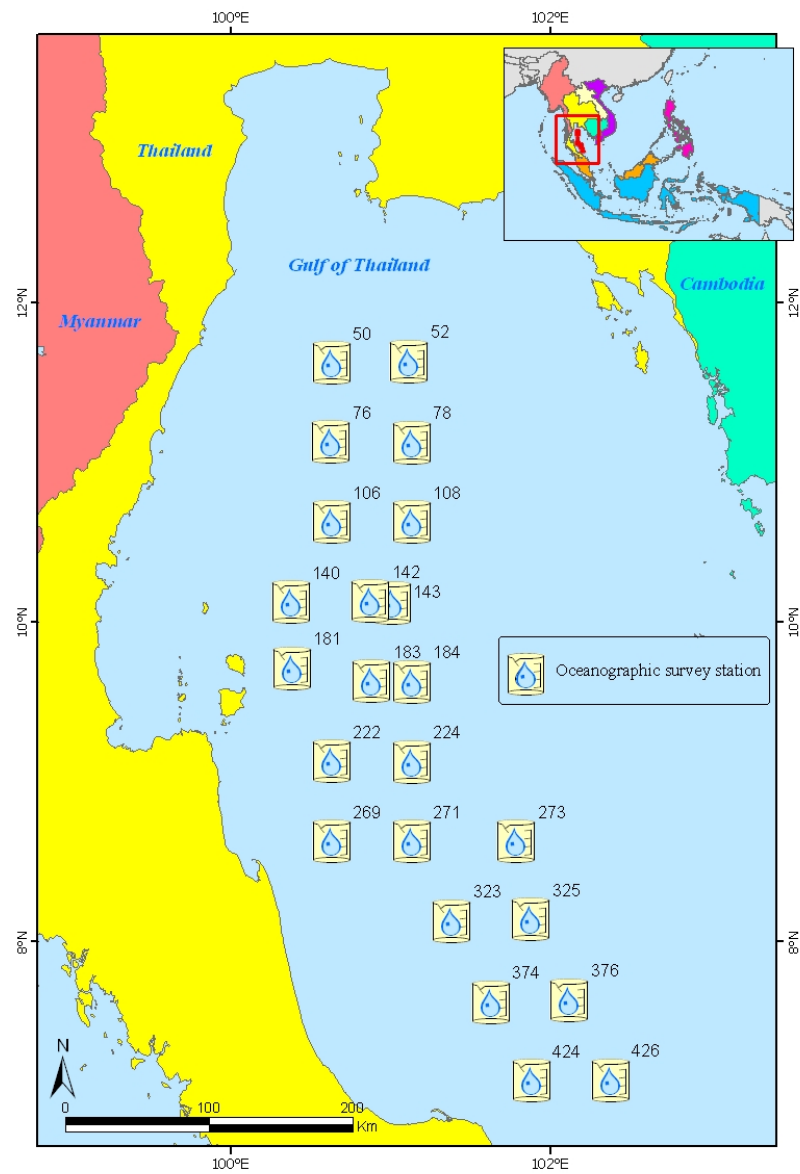 100°E 102°E
Thailand
Gulf of Thailand
Cambodia
12°N 12°N
Myanmar
50 52
76 78
106 108
140 142
143
10°N 10°N
181 183 184
Oceanographic survey station
222 224
269 271 273
323 325
8°N 8°N
374 376
N
424 426
0 100 200
Km
100°E 102°E